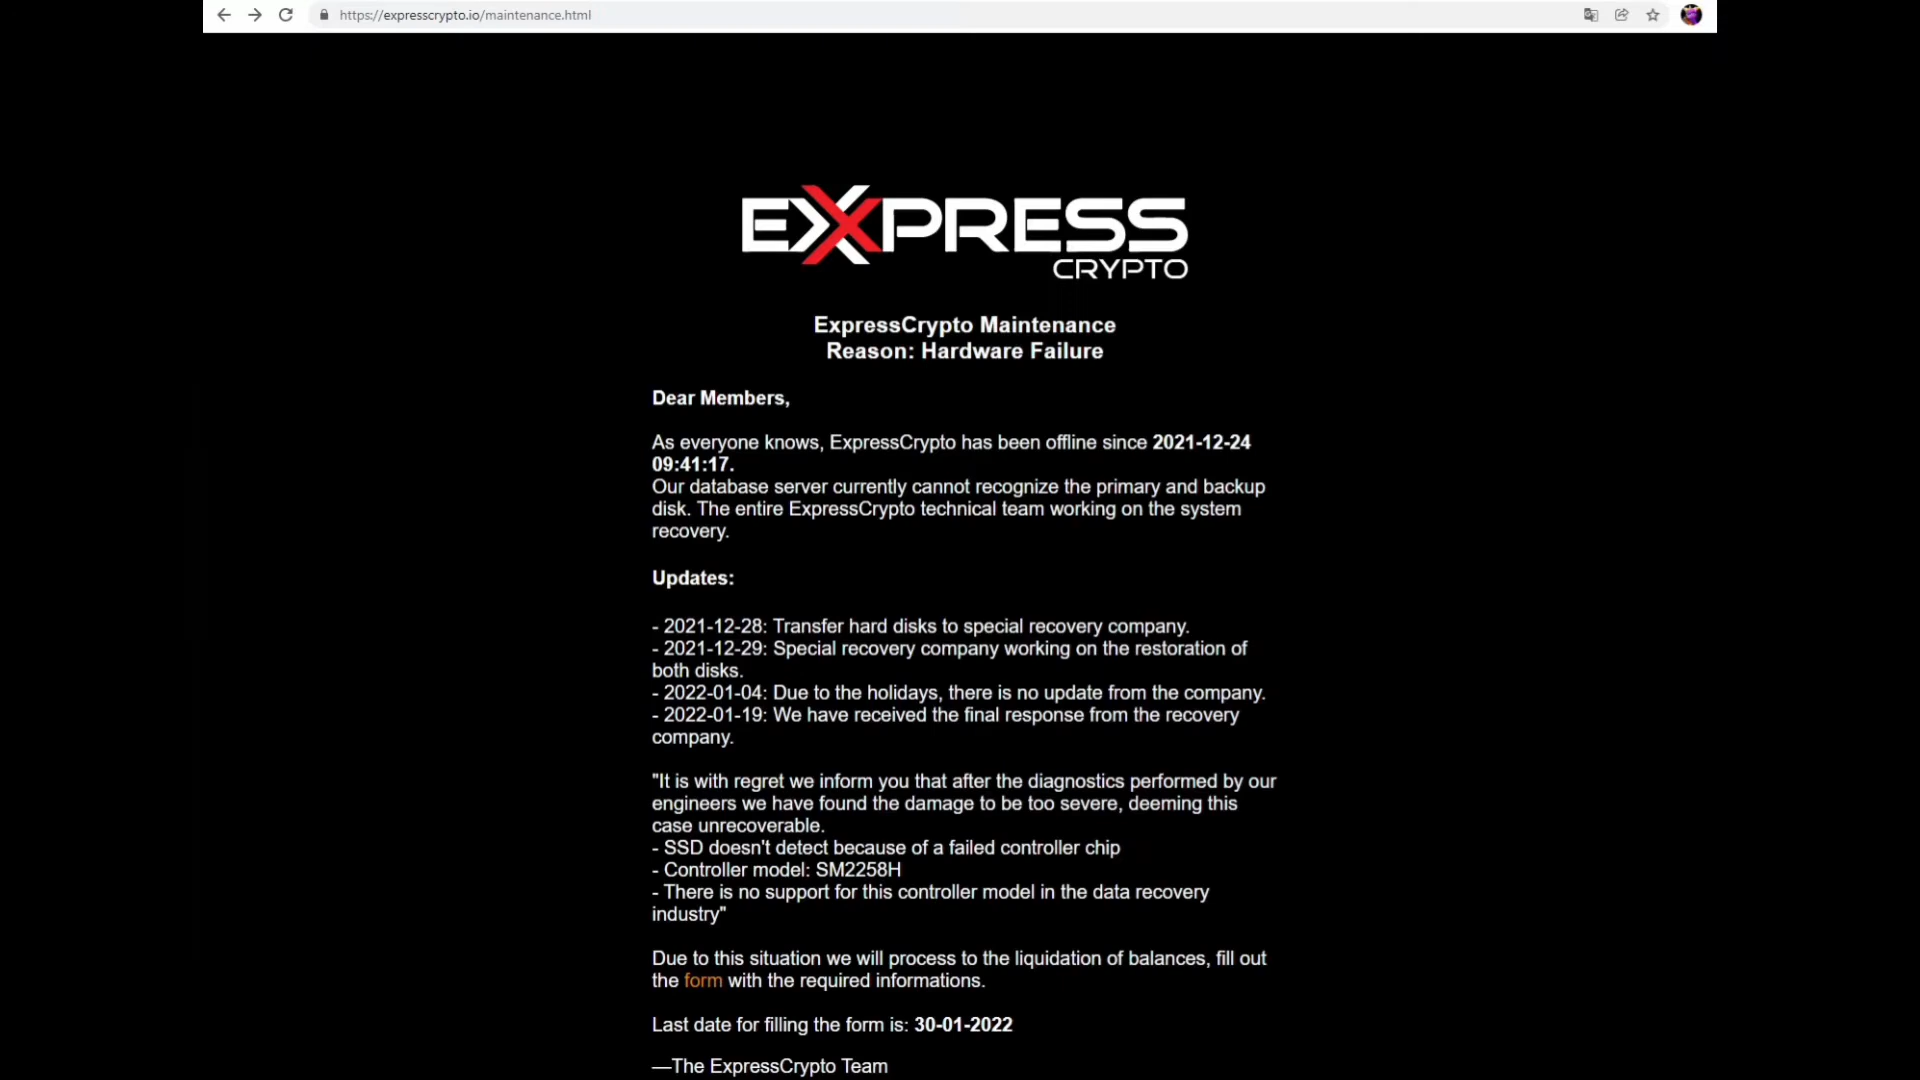 https://expresscrypto.io/maintenance.html
EXPRESS
CRYPTO
ExpressCrypto Maintenance
Reason: Hardware Failure
Dear Members,
As everyone knows, ExpressCrypto has been offline since 2021-12-24
09:41:17.
Our database server currently cannot recognize the primary and backup
disk. The entire ExpressCrypto technical team working on the system
recovery.
Updates:
- 2021-12-28: Transfer hard disks to special recovery company.
- 2021-12-29: Special recovery company working on the restoration of
both disks.
- 2022-01-04: Due to the holidays, there is no update from the company.
- 2022-01-19: We have received the final response from the recovery
company.
"It is with regret we inform you that after the diagnostics performed by our
engineers we have found the damage to be too severe, deeming this
case unrecoverable.
- SSD doesn't detect because of a failed controller chip
- Controller model: SM2258H
- There is no support for this controller model in the data recovery
industry"
Due to this situation we will process to the liquidation of balances, fill out
the form with the required informations.
Last date for filling the form is: 30-01-2022
—The ExpressCrypto Team